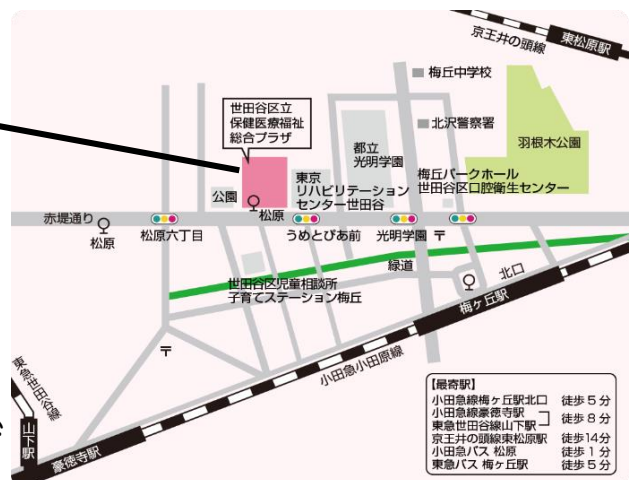 京王井の頭線
東松原駅
梅丘中学校
世田谷区立
保健医療福祉
総合プラザ
北沢警察署
羽根木公園
都立
光明学園
梅丘パークホール
世田谷区口腔衛生センター
東京
リハビリテーション
センター世田谷
公園
松原
赤堤通り
松原
松原六丁目
うめとぴあ前
光明学園
〒
緑道
北口
世田谷区児童相談所
子育てステーション梅丘
梅ヶ丘駅
〒
小田急小田原線
東急世田谷線
山下駅
豪徳寺駅
【最寄駅】
小田急線梅ヶ丘駅北口 徒歩5分
小田急線豪徳寺駅
東急世田谷線山下駅 徒歩8分
京王井の頭線東松原駅 徒歩14分
小田急バス 松原 徒歩1分
東急バス 梅ヶ丘駅 徒歩5分